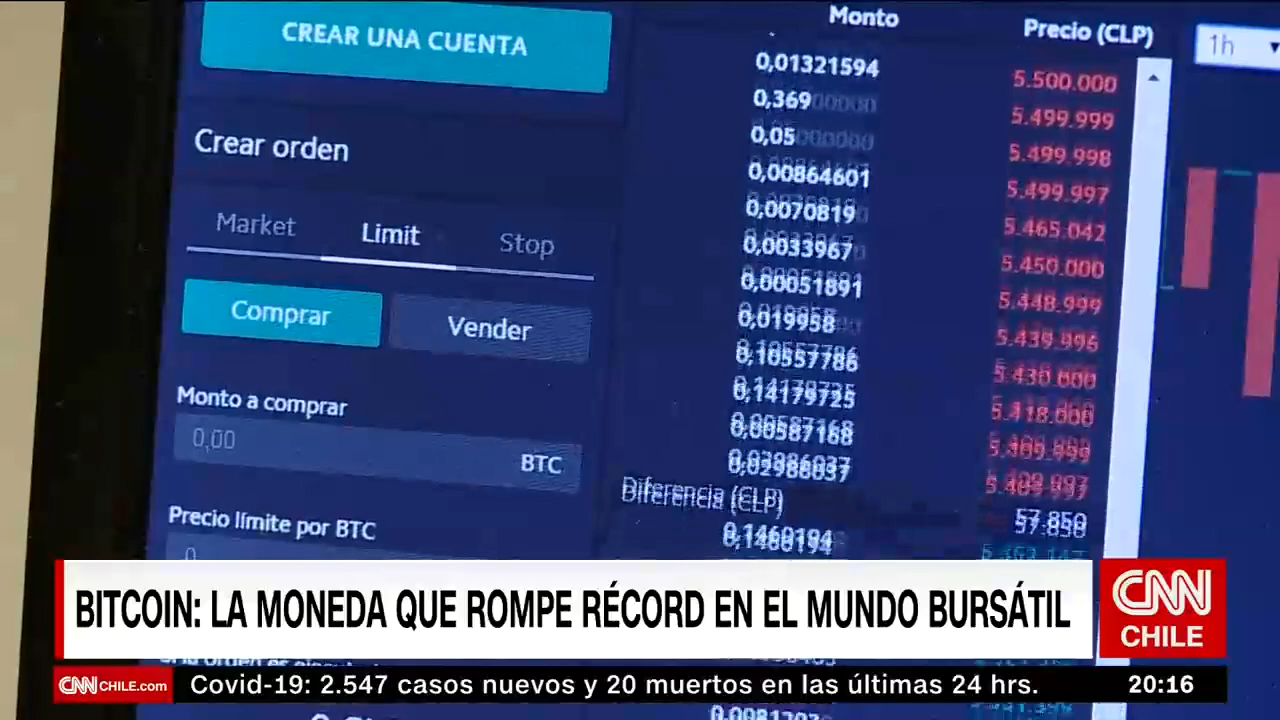 CREAR UNA CUENTA
Crear orden
Market Limit Stop
Comprar Vender
Monto a comprar
0,00 BTC
Precio límite por BTC
0
Monto Precio (CLP)
0,01321594 5.500.000
0,36900000 5.499.999
0,05000000 5.499.998
0,00864601 5.499.997
0,0070819 5.465.042
0,0033967 5.450.000
0,00051891 5.448.999
0,019958 5.439.996
0,10557786 5.430.000
0,14179725 5.418.000
0,00587168
Diferencia (CLP) 57.850
1h
BITCOIN: LA MONEDA QUE ROMPE RÉCORD EN EL MUNDO BURSÁTIL
CNN
CHILE
CNNCHILE.com Covid-19: 2.547 casos nuevos y 20 muertos en las últimas 24 hrs. 20:16